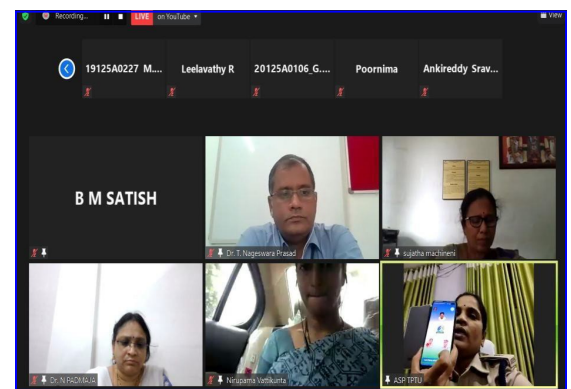 Recording...
LIVE on YouTube
View
19125A0227 M....
Leelavathy R
20125A0106_G....
Poornima
Ankireddy Srav...
B M SATISH
Dr. T. Nageswara Prasad
sujatha machineni
Dr. N PADMAJA
Nirupama Vattikunta
ASP TPTU